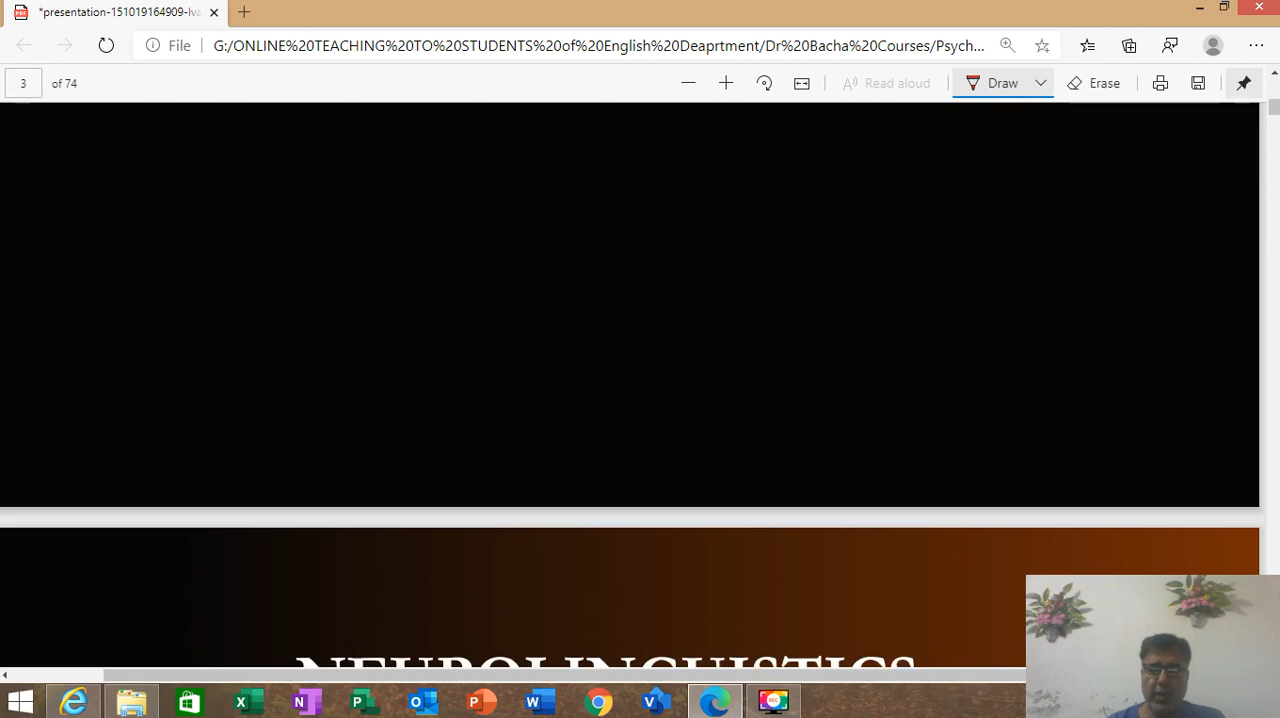 *presentation-151019164909-lva
File
G:/ONLINE%20TEACHING%20TO%20STUDENTS%20of%20English%20Deaprtment/Dr%20Bacha%20Courses/Psych...
3 of 74
Read aloud
Draw
Erase
NEUROLINGUISTICS